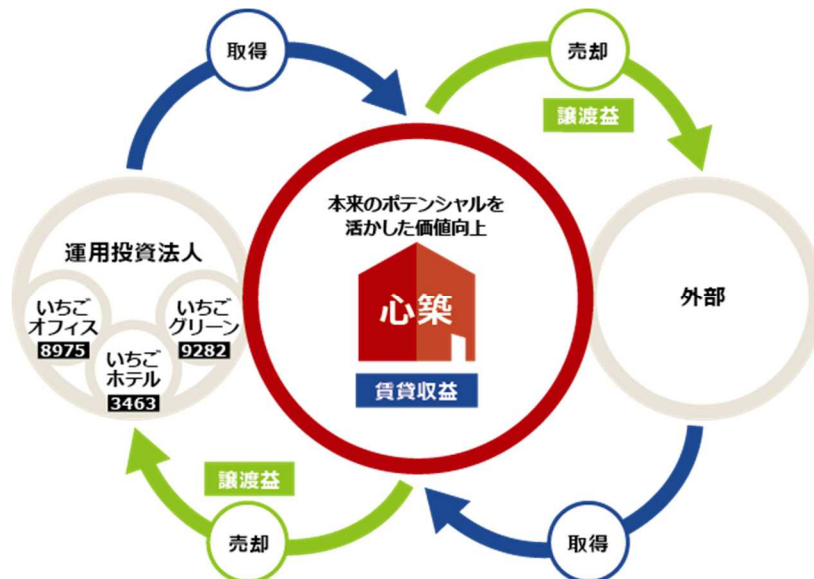 取得
売却
譲渡益
本来のポテンシャルを
活かした価値向上
心築
賃貸収益
運用投資法人
いちご
オフィス
8975
いちご
グリーン
9282
いちご
ホテル
3463
外部
譲渡益
売却
取得